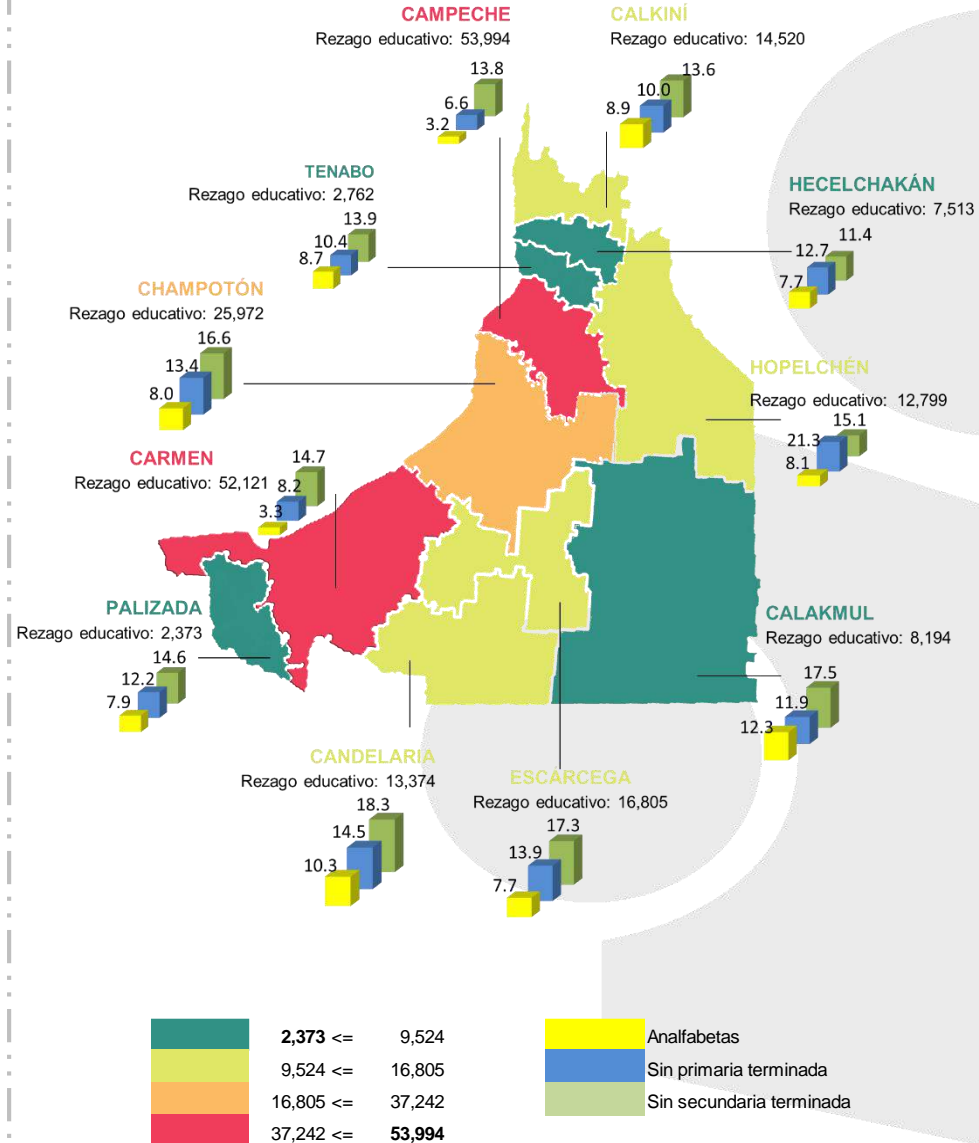 CAMPECHE
Rezago educativo: 53,994
13.8
6.6
3.2
CALKINÍ
Rezago educativo: 14,520
13.6
10.0
8.9
TENABO
Rezago educativo: 2,762
13.9
10.4
8.7
HECELCHAKÁN
Rezago educativo: 7,513
11.4
12.7
7.7
CHAMPOTÓN
Rezago educativo: 25,972
16.6
13.4
8.0
HOPELCHÉN
Rezago educativo: 12,799
15.1
21.3
8.1
CARMEN
Rezago educativo: 52,121
14.7
8.2
3.3
PALIZADA
Rezago educativo: 2,373
14.6
12.2
7.9
CALAKMUL
Rezago educativo: 8,194
17.5
11.9
12.3
CANDELARIA
Rezago educativo: 13,374
18.3
14.5
10.3
ESCÁRCEGA
Rezago educativo: 16,805
17.3
13.9
7.7
2,373 <= 9,524
9,524 <= 16,805
16,805 <= 37,242
37,242 <= 53,994
Analfabetas
Sin primaria terminada
Sin secundaria terminada